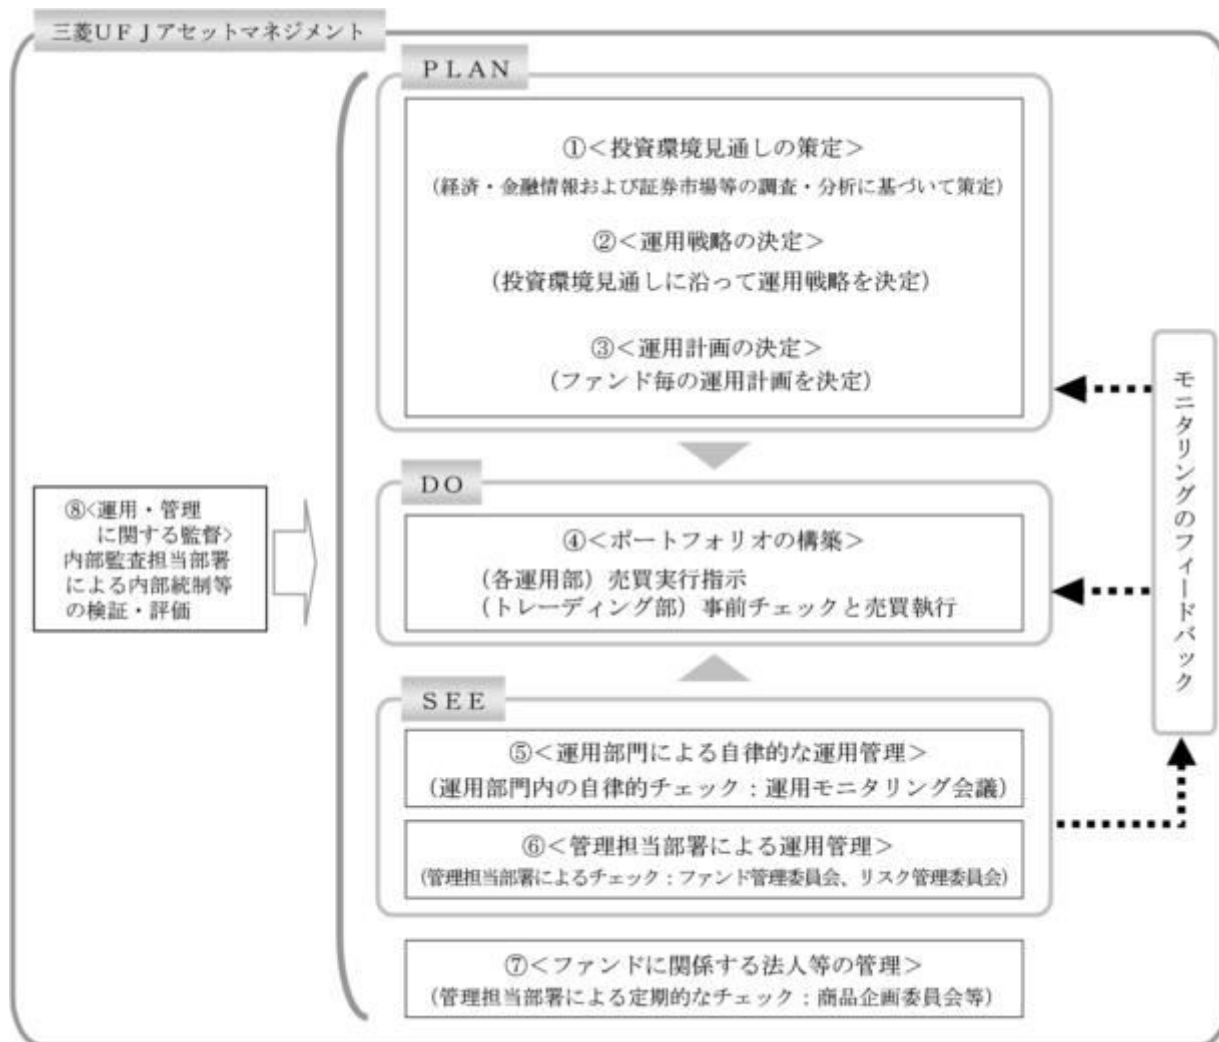 三菱UFJアセットマネジメント
PLAN
①<投資環境見通しの策定>
(経済・金融情報および証券市場等の調査・分析に基づいて策定)
②<運用戦略の決定>
(投資環境見通しに沿って運用戦略を決定)
③<運用計画の決定>
(ファンド毎の運用計画を決定)
DO
④<ポートフォリオの構築>
(各運用部)売買実行指示
(トレーディング部)事前チェックと売買執行
SEE
⑤<運用部門による自律的な運用管理>
(運用部門内の自律的チェック:運用モニタリング会議)
⑥<管理担当部署による運用管理>
(管理担当部署によるチェック:ファンド管理委員会、リスク管理委員会)
⑦<ファンドに関係する法人等の管理>
(管理担当部署による定期的なチェック:商品企画委員会等)
⑧<運用・管理
に関する監督>
内部監査担当部署
による内部統制等
の検証・評価
モニタリングのフィードバック